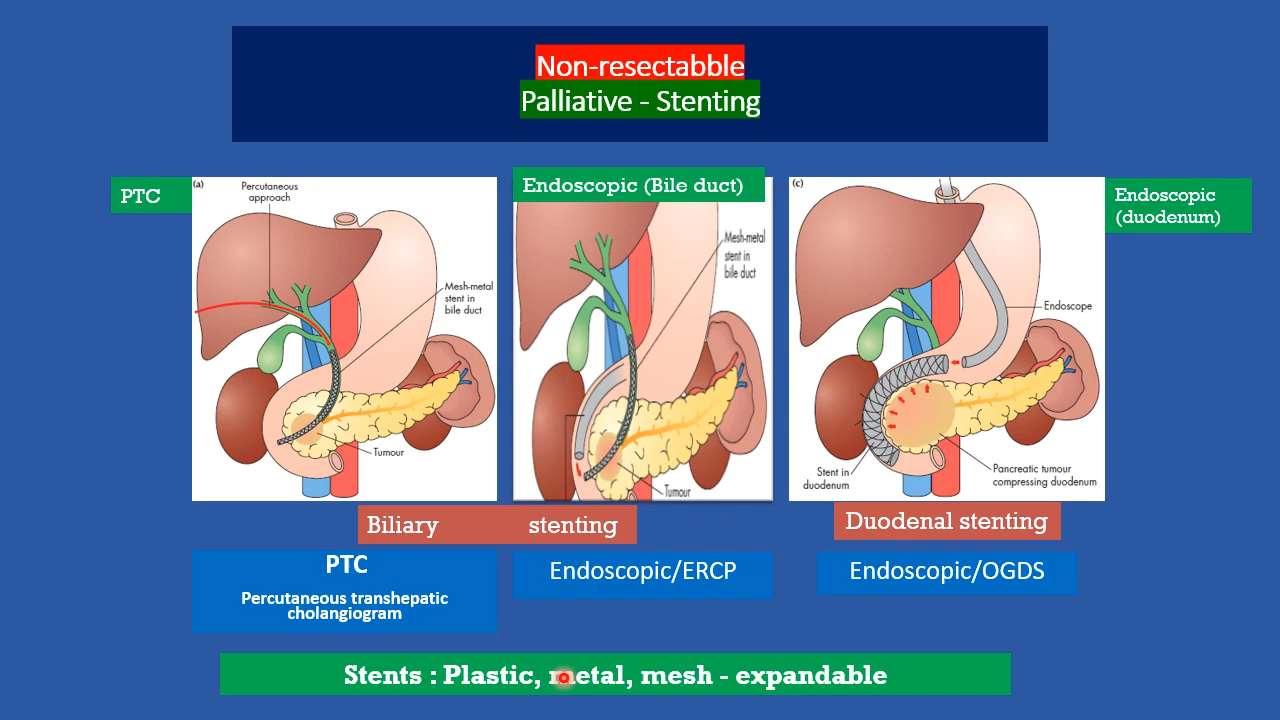 Non-resectabble
Palliative - Stenting
PTC
(a)
Percutaneous
approach
Mesh-metal
stent in
bile duct
Tumour
Endoscopic (Bile duct)
Mesh-metal
stent in
bile duct
Tumour
(c)
Endoscope
Stent in
duodenum
Pancreatic tumour
compressing duodenum
Endoscopic
(duodenum)
Biliary stenting
Duodenal stenting
PTC
Percutaneous transhepatic
cholangiogram
Endoscopic/ERCP
Endoscopic/OGDS
Stents : Plastic, metal, mesh - expandable